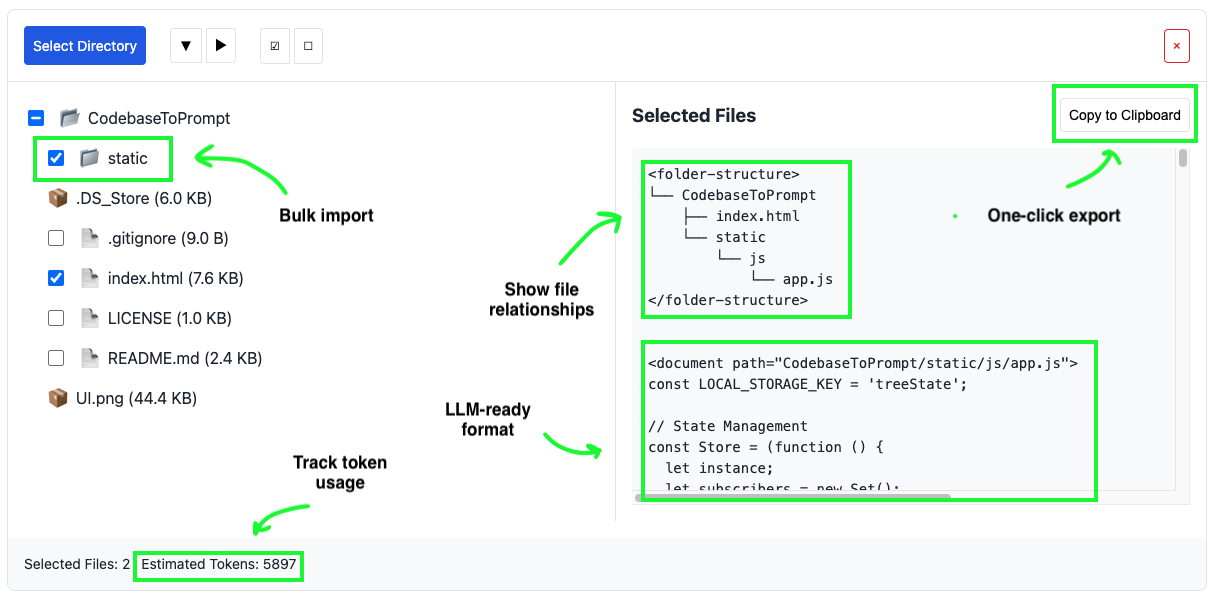 Select Directory
▼
▶
☑
☐
×
CodebaseToPrompt
static
.DS_Store (6.0 KB)
.gitignore (9.0 B)
index.html (7.6 KB)
LICENSE (1.0 KB)
README.md (2.4 KB)
UI.png (44.4 KB)
Bulk import
Show file
relationships
LLM-ready
format
Track token
usage
Selected Files
Copy to Clipboard
One-click export
<folder-structure>
└── CodebaseToPrompt
    ├── index.html
    └── static
        └── js
            └── app.js
</folder-structure>
<document path="CodebaseToPrompt/static/js/app.js">
const LOCAL_STORAGE_KEY = 'treeState';
// State Management
const Store = (function () {
  let instance;
  let subscribers = new Set();
Selected Files: 2
Estimated Tokens: 5897